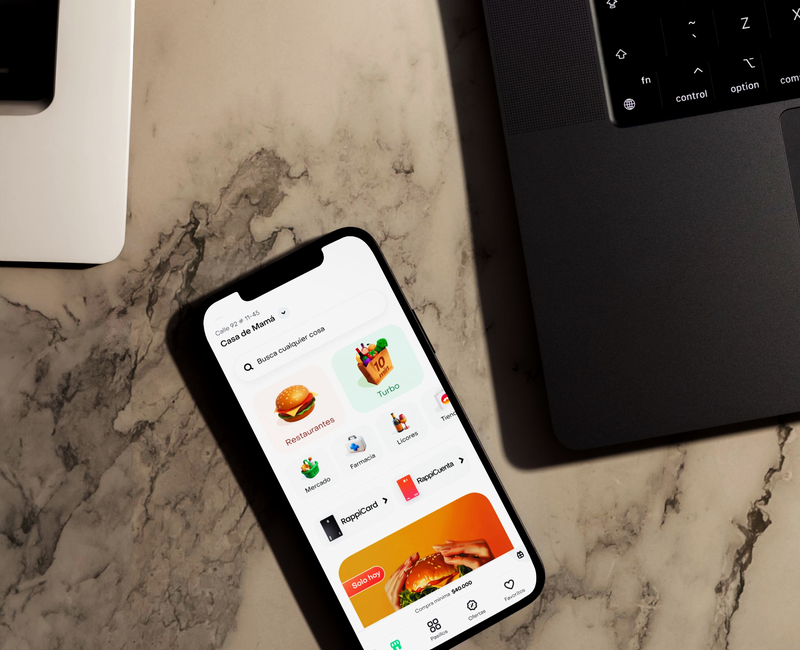 ~
`
Z
X
fn
^
control
⌥
option
Calle 92 # 11-45
Casa de Mamá
Busca cualquier cosa
10
min
Restaurantes
Turbo
Mercado
Farmacia
Licores
RappiCard
RappiCuenta
Solo hoy
Compra mínima $40.000
Pasillos
Ofertas
Favoritos